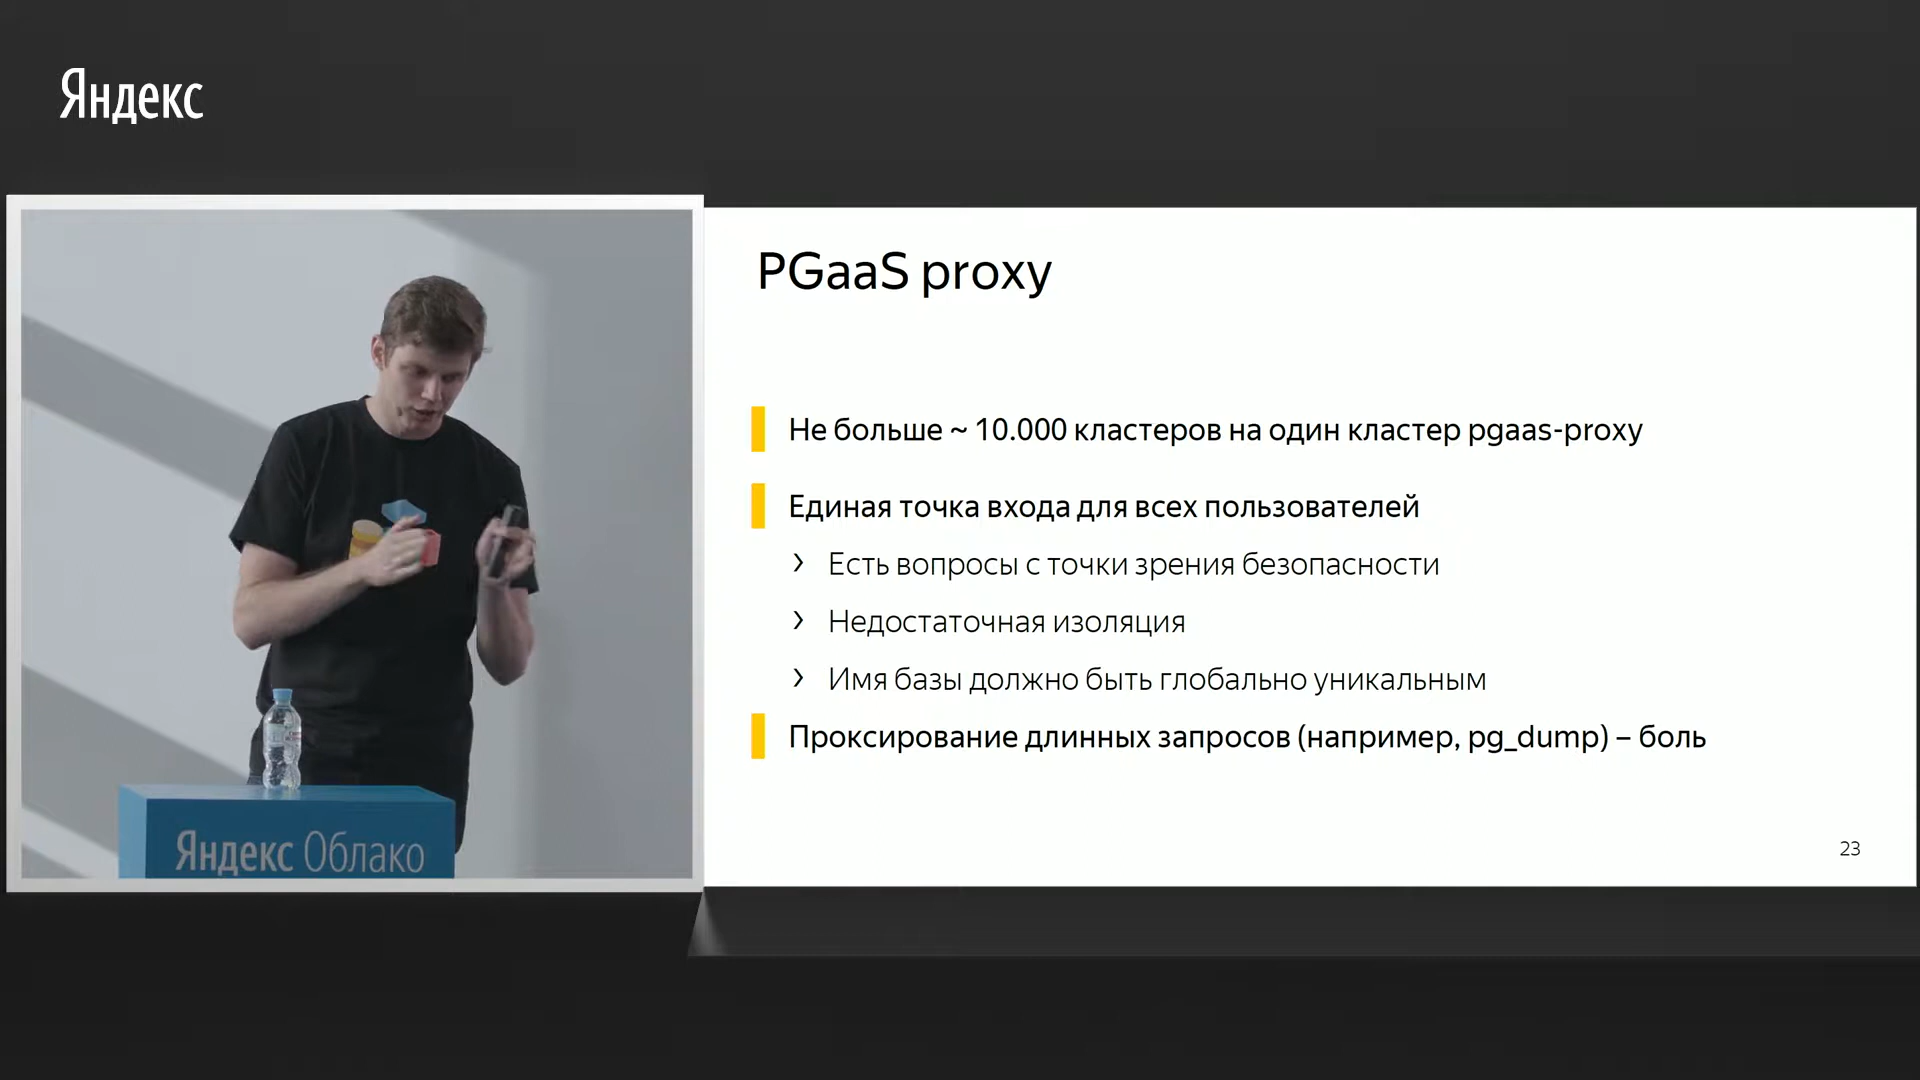 Яндекс
PGaaS proxy
Не больше ~ 10.000 кластеров на один кластер pgaas-proxy
Единая точка входа для всех пользователей
› Есть вопросы с точки зрения безопасности
› Недостаточная изоляция
› Имя базы должно быть глобально уникальным
Проксирование длинных запросов (например, pg_dump) – боль
23
Яндекс Облако